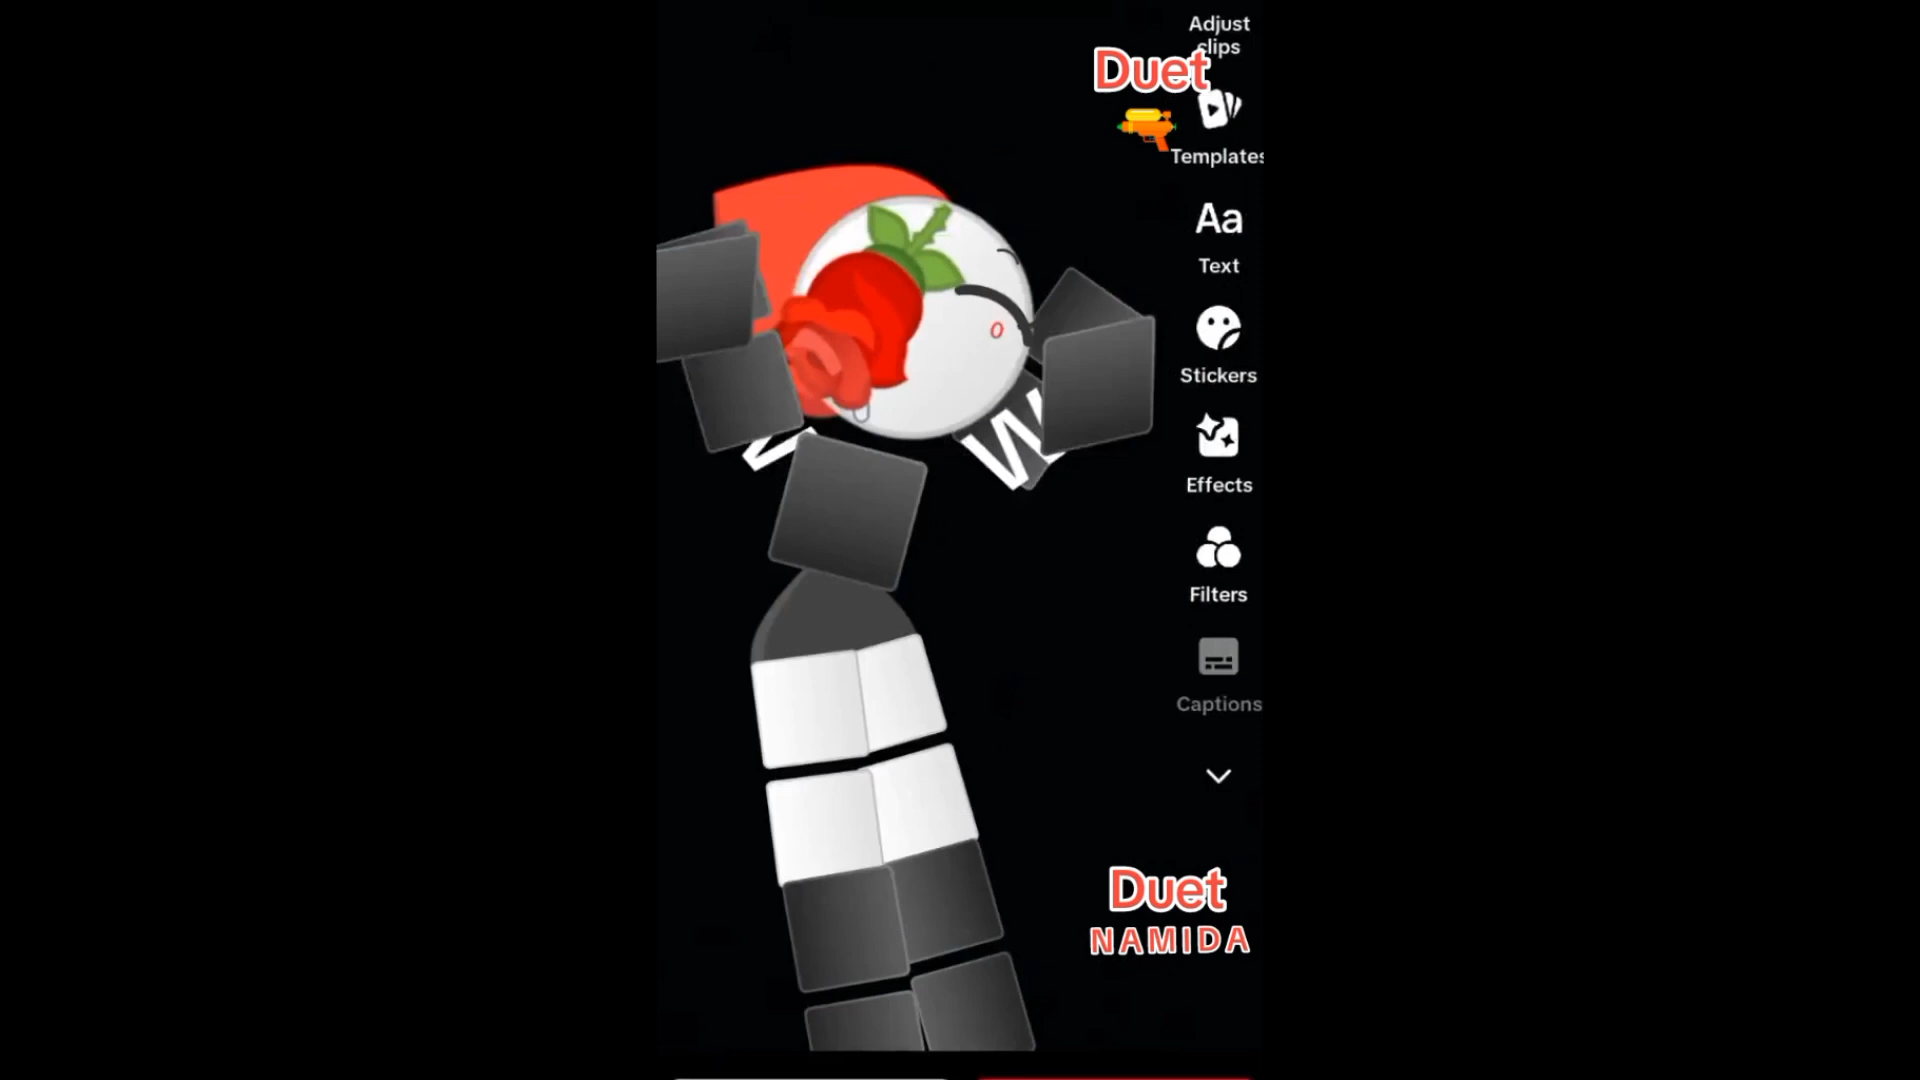 Adjust
clips
Duet
Templates
Aa
Text
Stickers
W
Effects
Filters
Captions
Duet
NAMIDA